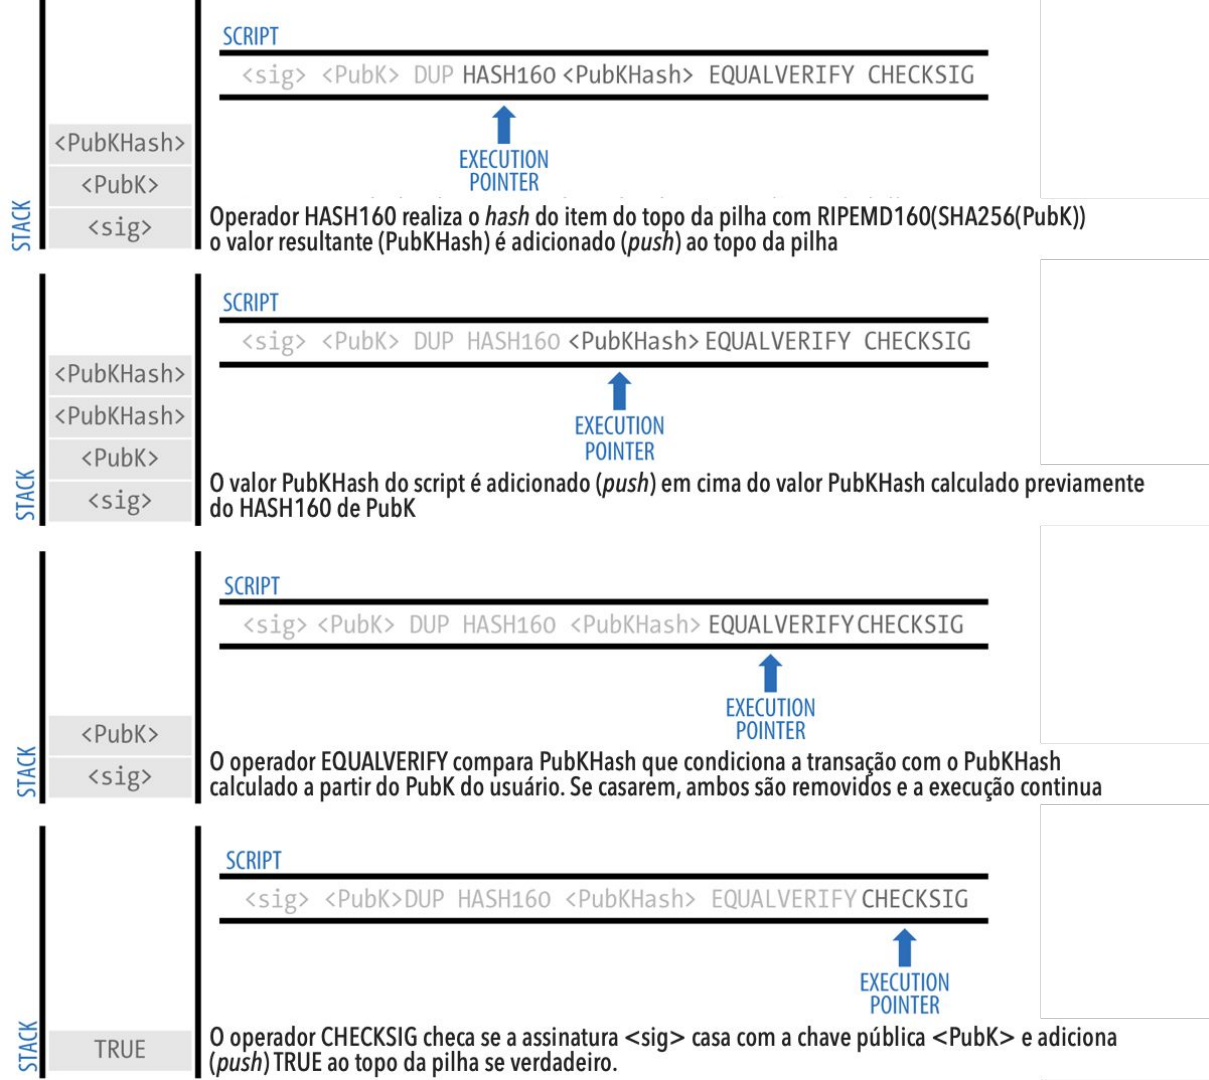 SCRIPT
<sig> <PubK> DUP HASH160 <PubKHash> EQUALVERIFY CHECKSIG
EXECUTION
POINTER
<PubKHash>
<PubK>
<sig>
STACK
Operador HASH160 realiza o hash do item do topo da pilha com RIPEMD160(SHA256(PubK))
o valor resultante (PubKHash) é adicionado (push) ao topo da pilha
SCRIPT
<sig> <PubK> DUP HASH160 <PubKHash> EQUALVERIFY CHECKSIG
EXECUTION
POINTER
<PubKHash>
<PubKHash>
<PubK>
<sig>
STACK
O valor PubKHash do script é adicionado (push) em cima do valor PubKHash calculado previamente
do HASH160 de PubK
SCRIPT
<sig> <PubK> DUP HASH160 <PubKHash> EQUALVERIFY CHECKSIG
EXECUTION
POINTER
<PubK>
<sig>
STACK
O operador EQUALVERIFY compara PubKHash que condiciona a transação com o PubKHash
calculado a partir do PubK do usuário. Se casarem, ambos são removidos e a execução continua
SCRIPT
<sig> <PubK>DUP HASH160 <PubKHash> EQUALVERIFY CHECKSIG
EXECUTION
POINTER
TRUE
STACK
O operador CHECKSIG checa se a assinatura <sig> casa com a chave pública <PubK> e adiciona
(push) TRUE ao topo da pilha se verdadeiro.